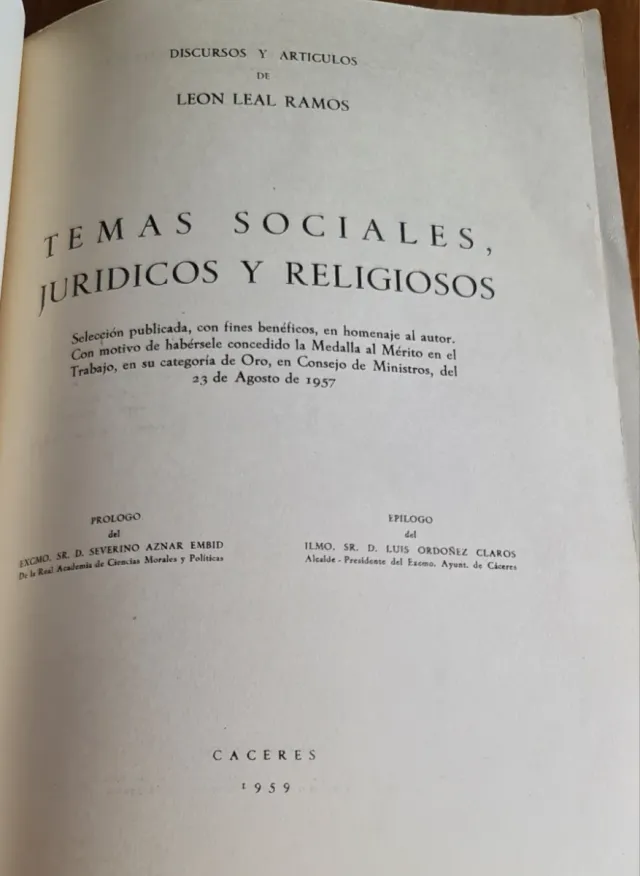 DISCURSOS Y ARTICULOS
DE
LEON LEAL RAMOS
TEMAS SOCIALES,
JURIDICOS Y RELIGIOSOS
Selección publicada, con fines benéficos, en homenaje al autor.
Con motivo de habérsele concedido la Medalla al Mérito en el
Trabajo, en su categoría de Oro, en Consejo de Ministros, del
23 de Agosto de 1957
PROLOGO
del
EXCMO. SR. D. SEVERINO AZNAR EMBID
De la Real Academia de Ciencias Morales y Políticas
EPÍLOGO
del
ILMO. SR. D. LUIS ORDOÑEZ CLAROS
Alcalde - Presidente del Excmo. Ayunt. de Cáceres
CACERES
1959